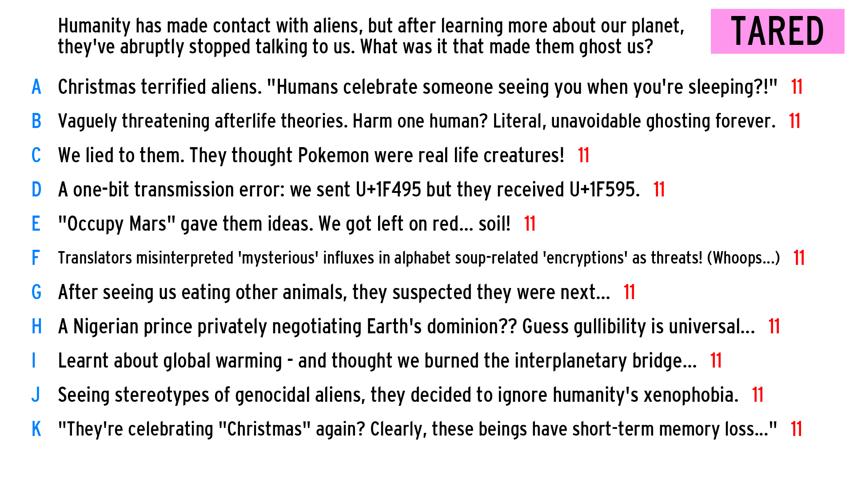 Humanity has made contact with aliens, but after learning more about our planet,
they've abruptly stopped talking to us. What was it that made them ghost us?
TARED
A Christmas terrified aliens. "Humans celebrate someone seeing you when you're sleeping?!" 11
B Vaguely threatening afterlife theories. Harm one human? Literal, unavoidable ghosting forever. 11
C We lied to them. They thought Pokemon were real life creatures! 11
D A one-bit transmission error: we sent U+1F495 but they received U+1F595. 11
E "Occupy Mars" gave them ideas. We got left on red... soil! 11
F Translators misinterpreted 'mysterious' influxes in alphabet soup-related 'encryptions' as threats! (Whoops...) 11
G After seeing us eating other animals, they suspected they were next... 11
H A Nigerian prince privately negotiating Earth's dominion?? Guess gullibility is universal... 11
I Learnt about global warming - and thought we burned the interplanetary bridge... 11
J Seeing stereotypes of genocidal aliens, they decided to ignore humanity's xenophobia. 11
K "They're celebrating "Christmas" again? Clearly, these beings have short-term memory loss..." 11